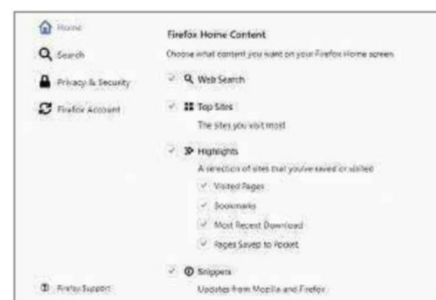 Home
Search
Privacy & Security
Firefox Account
Firefox Support
Firefox Home Content
Choose what content you want on your Firefox Home screen
Web Search
Top Sites
The sites you visit most
Highlights
A selection of sites that you've saved or visited
Visited Pages
Bookmarks
Most Recent Download
Pages Saved to Pocket
Snippets
Updates from Mozilla and Firefox